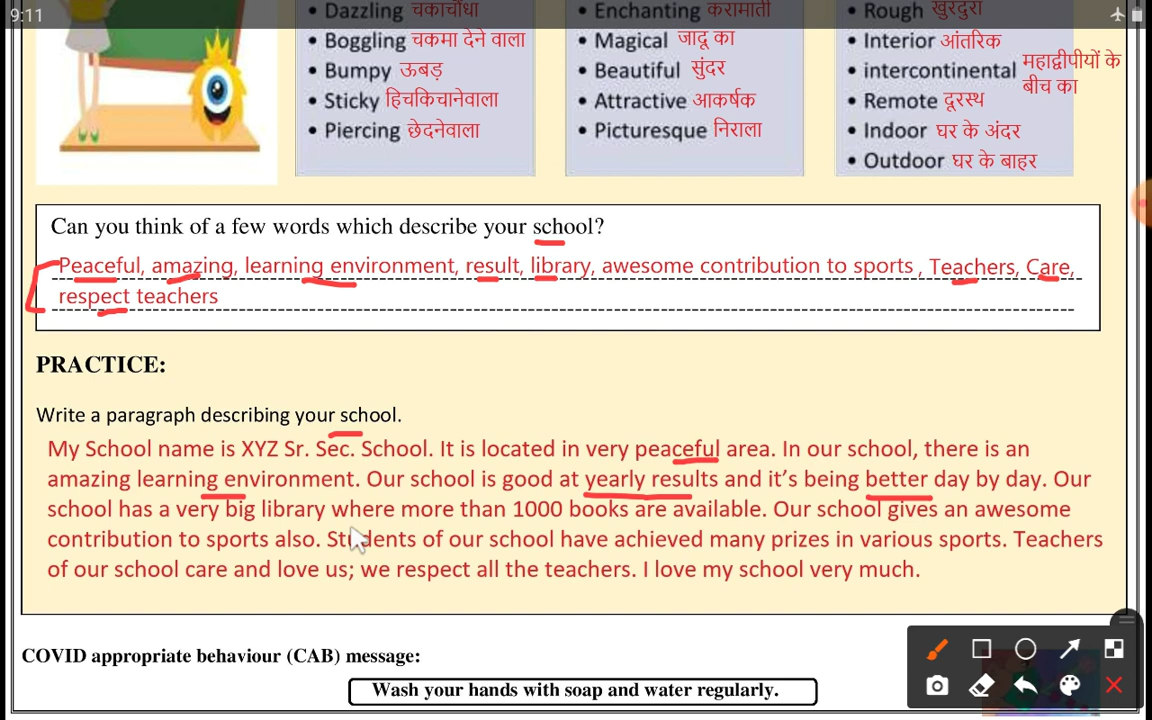 9:11
• Dazzling चकाचौंधा
• Boggling चकमा देने वाला
• Bumpy ऊबड़
• Sticky हिचकिचानेवाला
• Piercing छेदनेवाला
• Enchanting करामाती
• Magical जादू का
• Beautiful सुंदर
• Attractive आकर्षक
• Picturesque निराला
• Rough खुरदुरा
• Interior आंतरिक
• intercontinental महाद्वीपीयों के
बीच का
• Remote दूरस्थ
• Indoor घर के अंदर
• Outdoor घर के बाहर
Can you think of a few words which describe your school?
Peaceful, amazing, learning environment, result, library, awesome contribution to sports , Teachers, Care,
respect teachers
PRACTICE:
Write a paragraph describing your school.
My School name is XYZ Sr. Sec. School. It is located in very peaceful area. In our school, there is an
amazing learning environment. Our school is good at yearly results and it’s being better day by day. Our
school has a very big library where more than 1000 books are available. Our school gives an awesome
contribution to sports also. Students of our school have achieved many prizes in various sports. Teachers
of our school care and love us; we respect all the teachers. I love my school very much.
COVID appropriate behaviour (CAB) message:
Wash your hands with soap and water regularly.